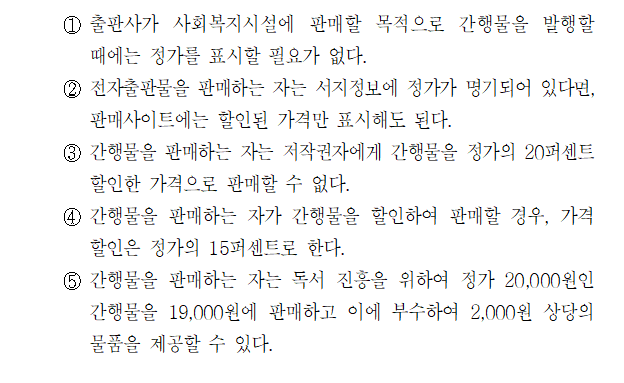 ① 출판사가 사회복지시설에 판매할 목적으로 간행물을 발행할
때에는 정가를 표시할 필요가 없다.
② 전자출판물을 판매하는 자는 서지정보에 정가가 명기되어 있다면,
판매사이트에는 할인된 가격만 표시해도 된다.
③ 간행물을 판매하는 자는 저작권자에게 간행물을 정가의 20퍼센트
할인한 가격으로 판매할 수 없다.
④ 간행물을 판매하는 자가 간행물을 할인하여 판매할 경우, 가격
할인은 정가의 15퍼센트로 한다.
⑤ 간행물을 판매하는 자는 독서 진흥을 위하여 정가 20,000원인
간행물을 19,000원에 판매하고 이에 부수하여 2,000원 상당의
물품을 제공할 수 있다.